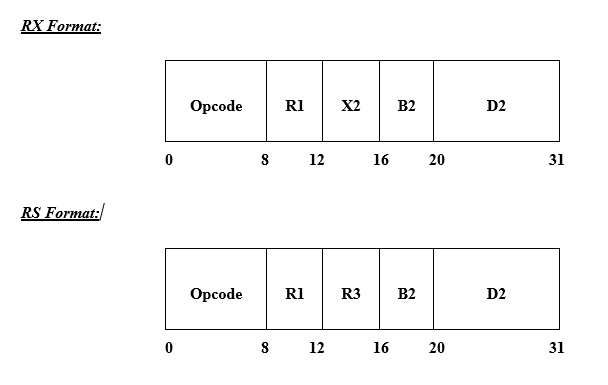 RX Format:
Opcode R1 X2 B2 D2
0 8 12 16 20 31
RS Format:
Opcode R1 R3 B2 D2
0 8 12 16 20 31